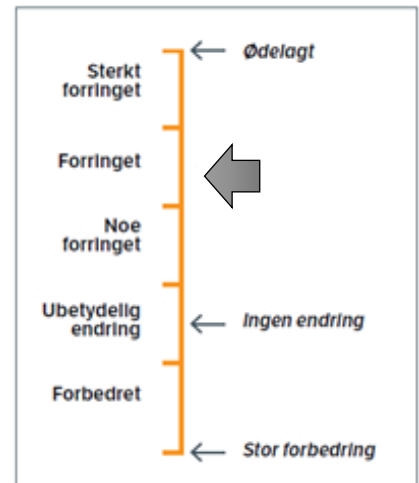 Ødelagt
Sterkt
forringet
Forringet
Noe
forringet
Ubetydelig
endring
Ingen endring
Forbedret
Stor forbedring